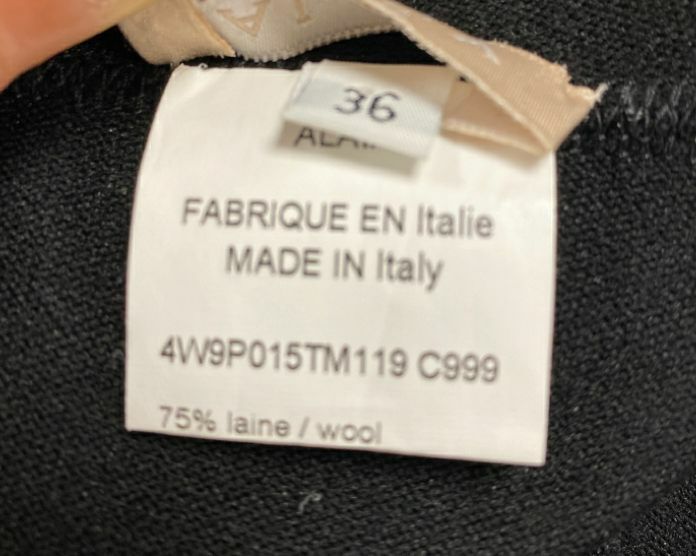 36
FABRIQUE EN Italie
MADE IN Italy
4W9P015TM119 C999
75% laine / wool